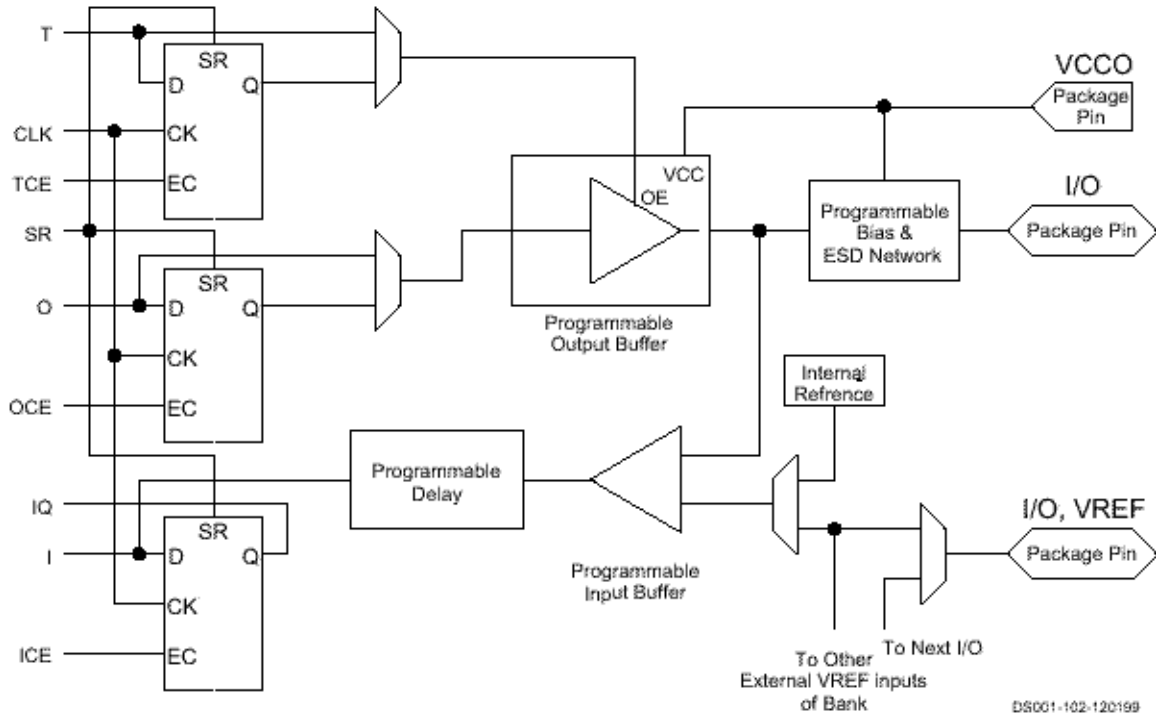 T
SR
D
Q
CK
EC
CLK
TCE
SR
O
OCE
SR
D
Q
CK
EC
IQ
I
ICE
SR
D
Q
CK
EC
VCC
OE
Programmable
Output Buffer
VCCO
Package
Pin
I/O
Package Pin
Programmable
Bias &
ESD Network
Internal
Refrence
Programmable
Delay
Programmable
Input Buffer
I/O, VREF
Package Pin
To Next I/O
To Other
External VREF inputs
of Bank
DS001-102-120199